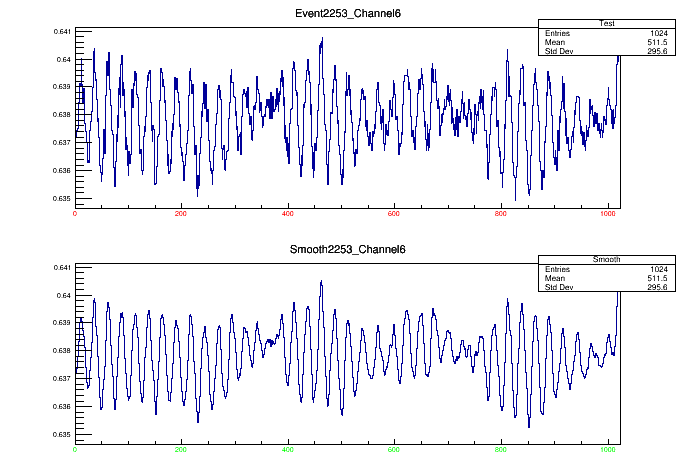 Event2253_Channel6
Test
Entries 1024
Mean 511.5
Std Dev 295.6
0.641
0.64
0.639
0.638
0.637
0.636
0.635
0 200 400 600 800 1000
Smooth2253_Channel6
Smooth
Entries 1024
Mean 511.5
Std Dev 295.6
0.641
0.64
0.639
0.638
0.637
0.636
0.635
0 200 400 600 800 1000